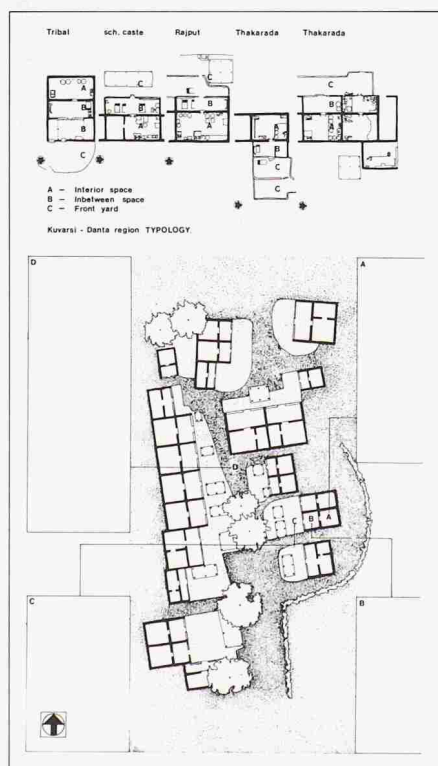 Tribal sch. caste Rajput Thakarada Thakarada
C
A B B C
C B A
C B A
A B C C
C B A B
A – Interior space
B – Inbetween space
C – Front yard
Kuvarsi - Danta region TYPOLOGY.
D A
D
C B A
C B